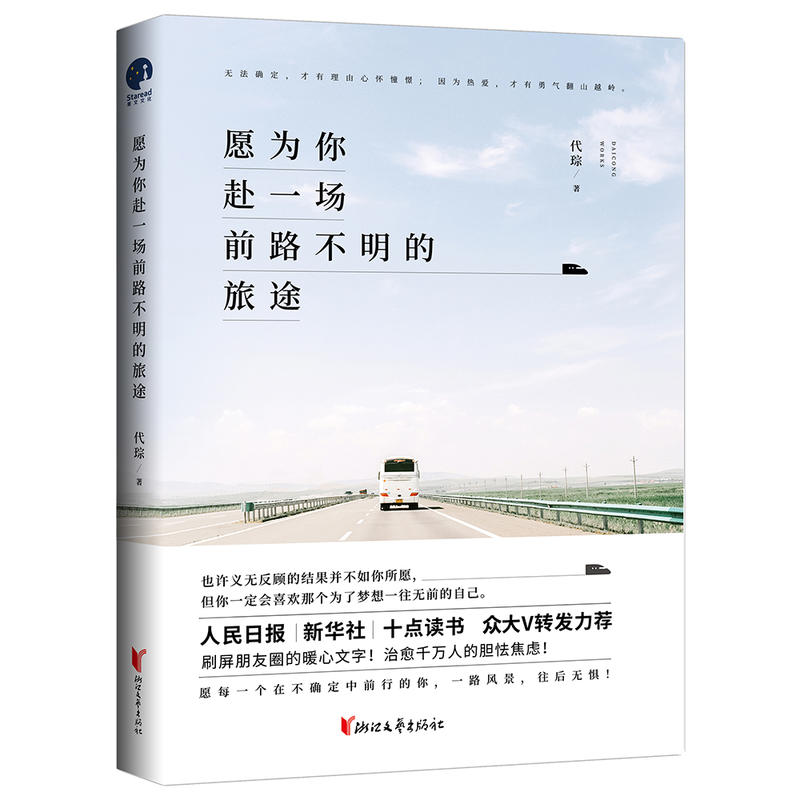 Staread
星文文化
愿为你赴一场前路不明的旅途
代琮/著
无法确定，才有理由心怀憧憬；因为热爱，才有勇气翻山越岭。
愿为你
赴一场
前路不明的
旅途
代琮/著
DAICONG
WORKS
也许义无反顾的结果并不如你所愿，
但你一定会喜欢那个为了梦想一往无前的自己。
人民日报|新华社|十点读书 众大V转发力荐
刷屏朋友圈的暖心文字！治愈千万人的胆怯焦虑！
愿每一个在不确定中前行的你，一路风景，往后无惧！
浙江文艺出版社